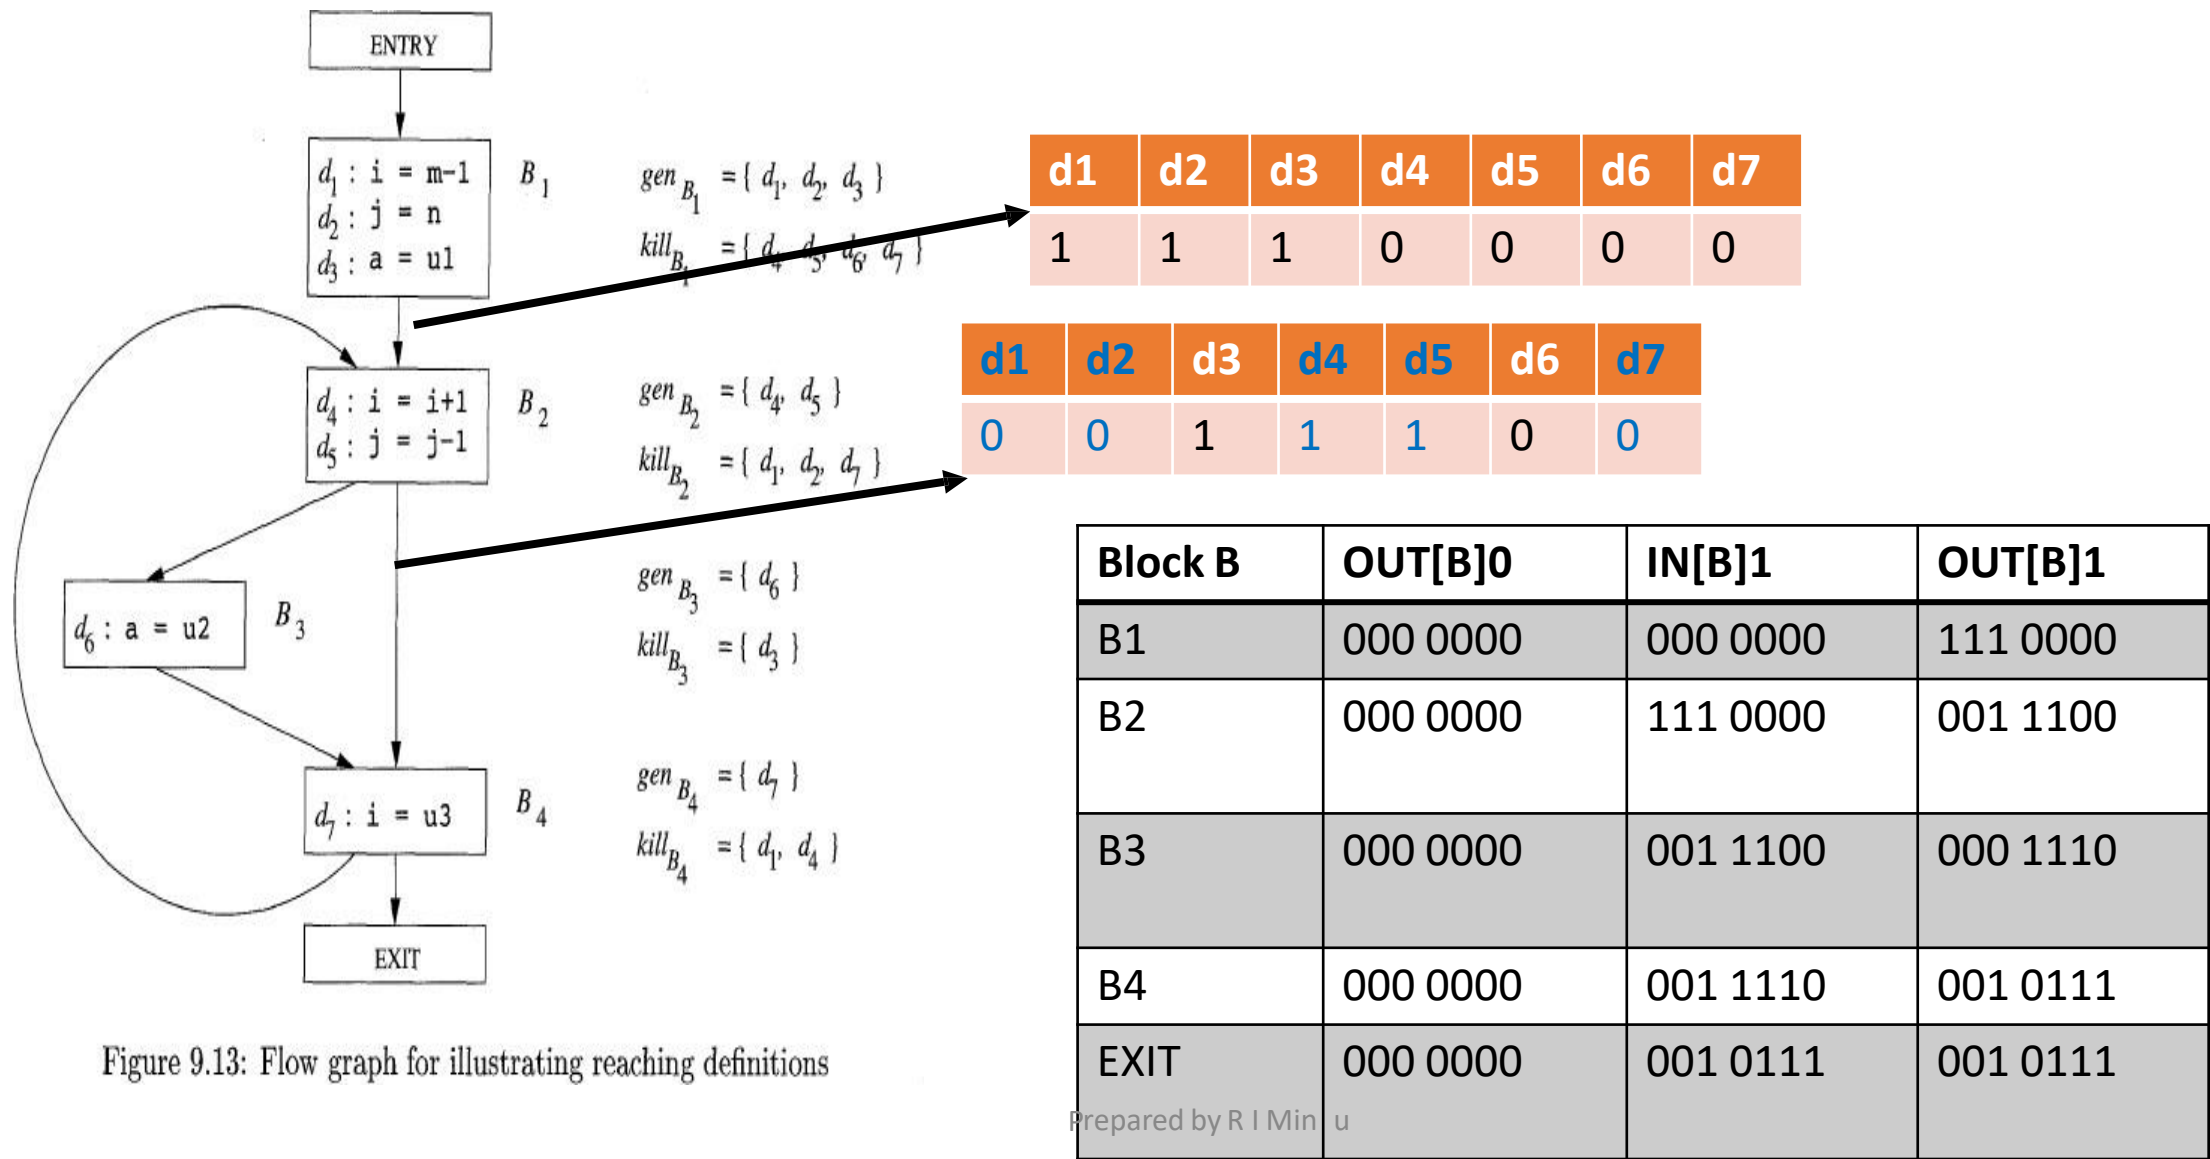 ENTRY
d1 : i = m-1
d2 : j = n
d3 : a = u1
B1
gen B1 = { d1, d2, d3 }
kill B1 = { d4, d5, d6, d7 }
d4 : i = i+1
d5 : j = j-1
B2
gen B2 = { d4, d5 }
kill B2 = { d1, d2, d7 }
d6 : a = u2
B3
gen B3 = { d6 }
kill B3 = { d3 }
d7 : i = u3
B4
gen B4 = { d7 }
kill B4 = { d1, d4 }
EXIT
Figure 9.13: Flow graph for illustrating reaching definitions
d1 d2 d3 d4 d5 d6 d7
1 1 1 0 0 0 0
d1 d2 d3 d4 d5 d6 d7
0 0 1 1 1 0 0
Block B OUT[B]0 IN[B]1 OUT[B]1
B1 000 0000 000 0000 111 0000
B2 000 0000 111 0000 001 1100
B3 000 0000 001 1100 000 1110
B4 000 0000 001 1110 001 0111
EXIT 000 0000 001 0111 001 0111
Prepared by R I Min u